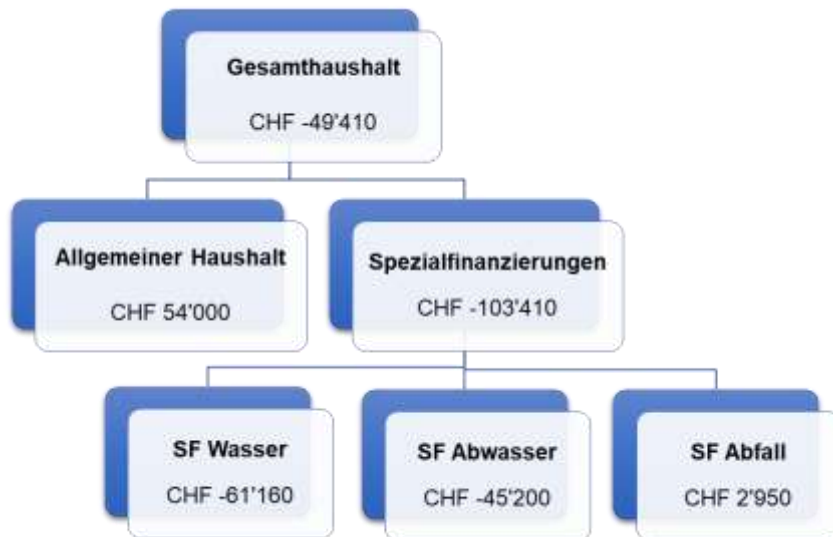 Gesamthaushalt
CHF -49'410
Allgemeiner Haushalt
CHF 54'000
Spezialfinanzierungen
CHF -103'410
SF Wasser
CHF -61'160
SF Abwasser
CHF -45'200
SF Abfall
CHF 2'950